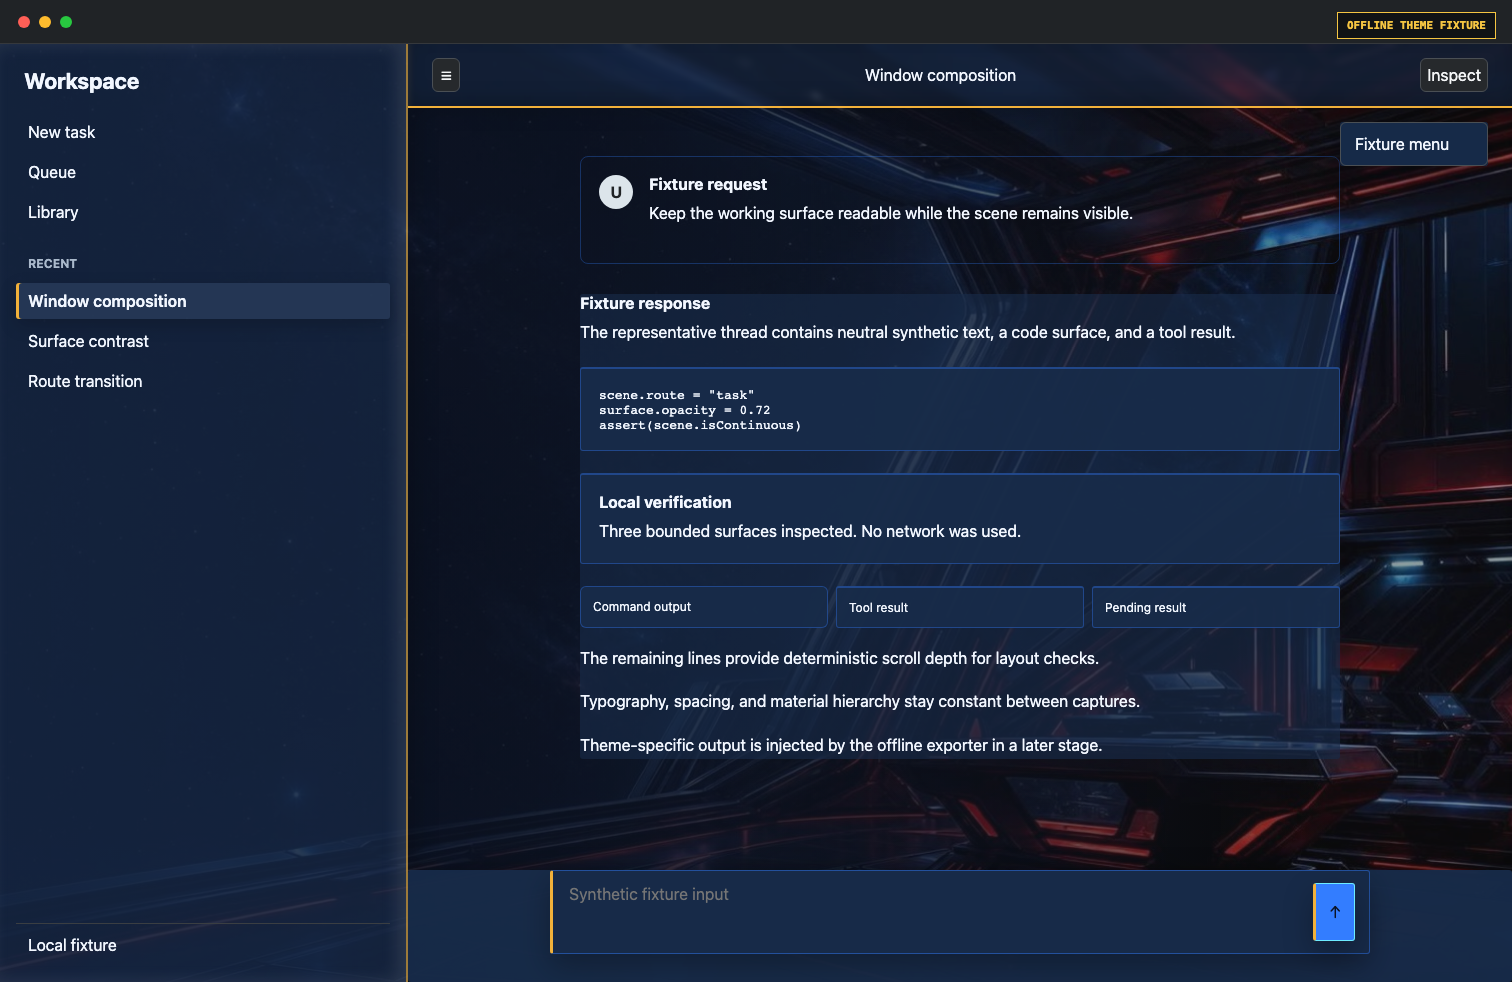 OFFLINE THEME FIXTURE
Workspace
New task
Queue
Library
RECENT
Window composition
Surface contrast
Route transition
Local fixture
Window composition
Inspect
Fixture menu
U
Fixture request
Keep the working surface readable while the scene remains visible.
Fixture response
The representative thread contains neutral synthetic text, a code surface, and a tool result.
scene.route = "task"
surface.opacity = 0.72
assert(scene.isContinuous)
Local verification
Three bounded surfaces inspected. No network was used.
Command output
Tool result
Pending result
The remaining lines provide deterministic scroll depth for layout checks.
Typography, spacing, and material hierarchy stay constant between captures.
Theme-specific output is injected by the offline exporter in a later stage.
Synthetic fixture input